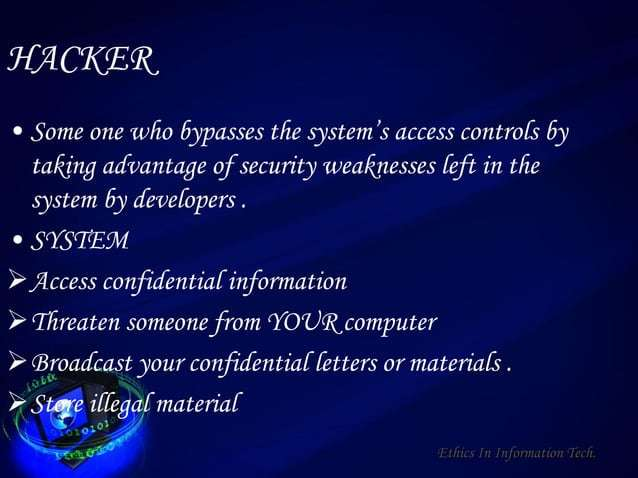 HACKER
• Some one who bypasses the system's access controls by
taking advantage of security weaknesses left in the
system by developers .
• SYSTEM
➢ Access confidential information
➢ Threaten someone from YOUR computer
➢ Broadcast your confidential letters or materials .
➢ Store illegal material
Ethics In Information Tech.